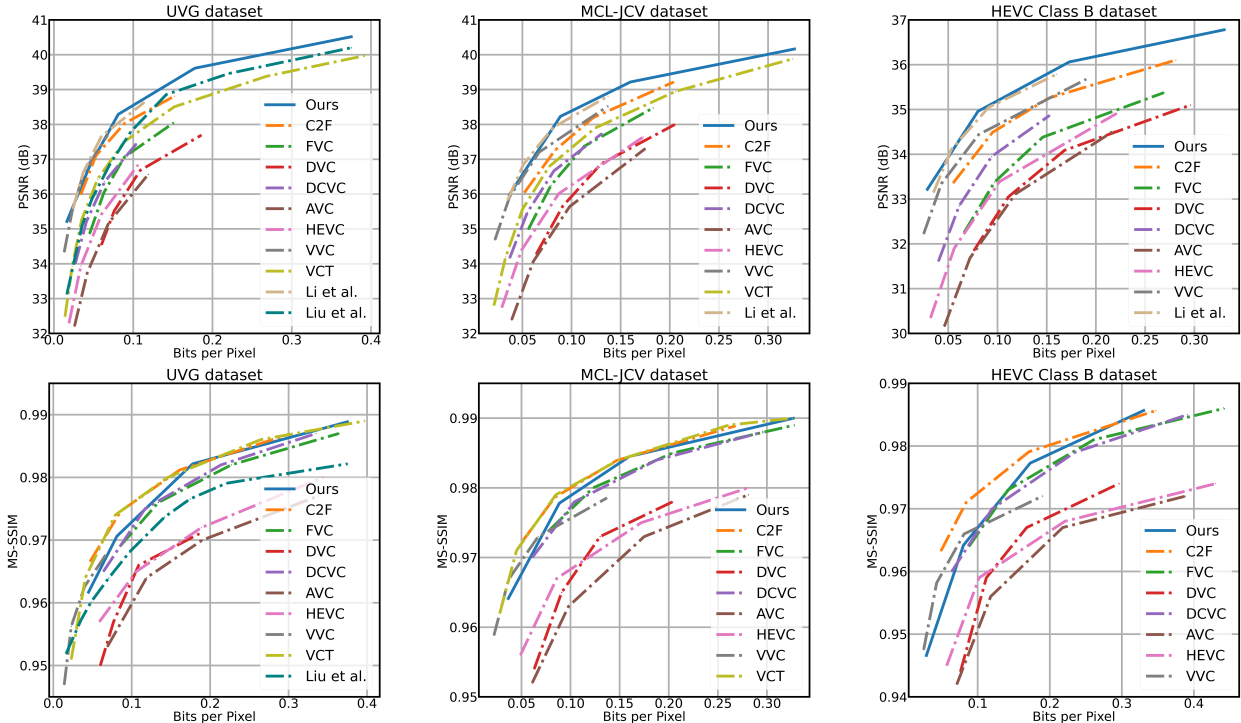 UVG dataset
41
40
39
38
37
36
35
34
33
32
PSNR (dB)
0.0
0.1
0.2
0.3
0.4
Bits per Pixel
Ours
C2F
FVC
DVC
DCVC
AVC
HEVC
VVC
VCT
Li et al.
Liu et al.
MCL-JCV dataset
41
40
39
38
37
36
35
34
33
32
PSNR (dB)
0.05
0.10
0.15
0.20
0.25
0.30
Bits per Pixel
Ours
C2F
FVC
DVC
DCVC
AVC
HEVC
VVC
VCT
Li et al.
HEVC Class B dataset
37
36
35
34
33
32
31
30
PSNR (dB)
0.05
0.10
0.15
0.20
0.25
0.30
Bits per Pixel
Ours
C2F
FVC
DVC
DCVC
AVC
HEVC
VVC
Li et al.
UVG dataset
0.99
0.98
0.97
0.96
0.95
MS-SSIM
0.0
0.1
0.2
0.3
0.4
Bits per Pixel
Ours
C2F
FVC
DVC
DCVC
AVC
HEVC
VVC
VCT
Liu et al.
MCL-JCV dataset
0.99
0.98
0.97
0.96
0.95
MS-SSIM
0.05
0.10
0.15
0.20
0.25
0.30
Bits per Pixel
Ours
C2F
FVC
DVC
DCVC
AVC
HEVC
VVC
VCT
HEVC Class B dataset
0.99
0.98
0.97
0.96
0.95
0.94
MS-SSIM
0.1
0.2
0.3
0.4
Bits per Pixel
Ours
C2F
FVC
DVC
DCVC
AVC
HEVC
VVC